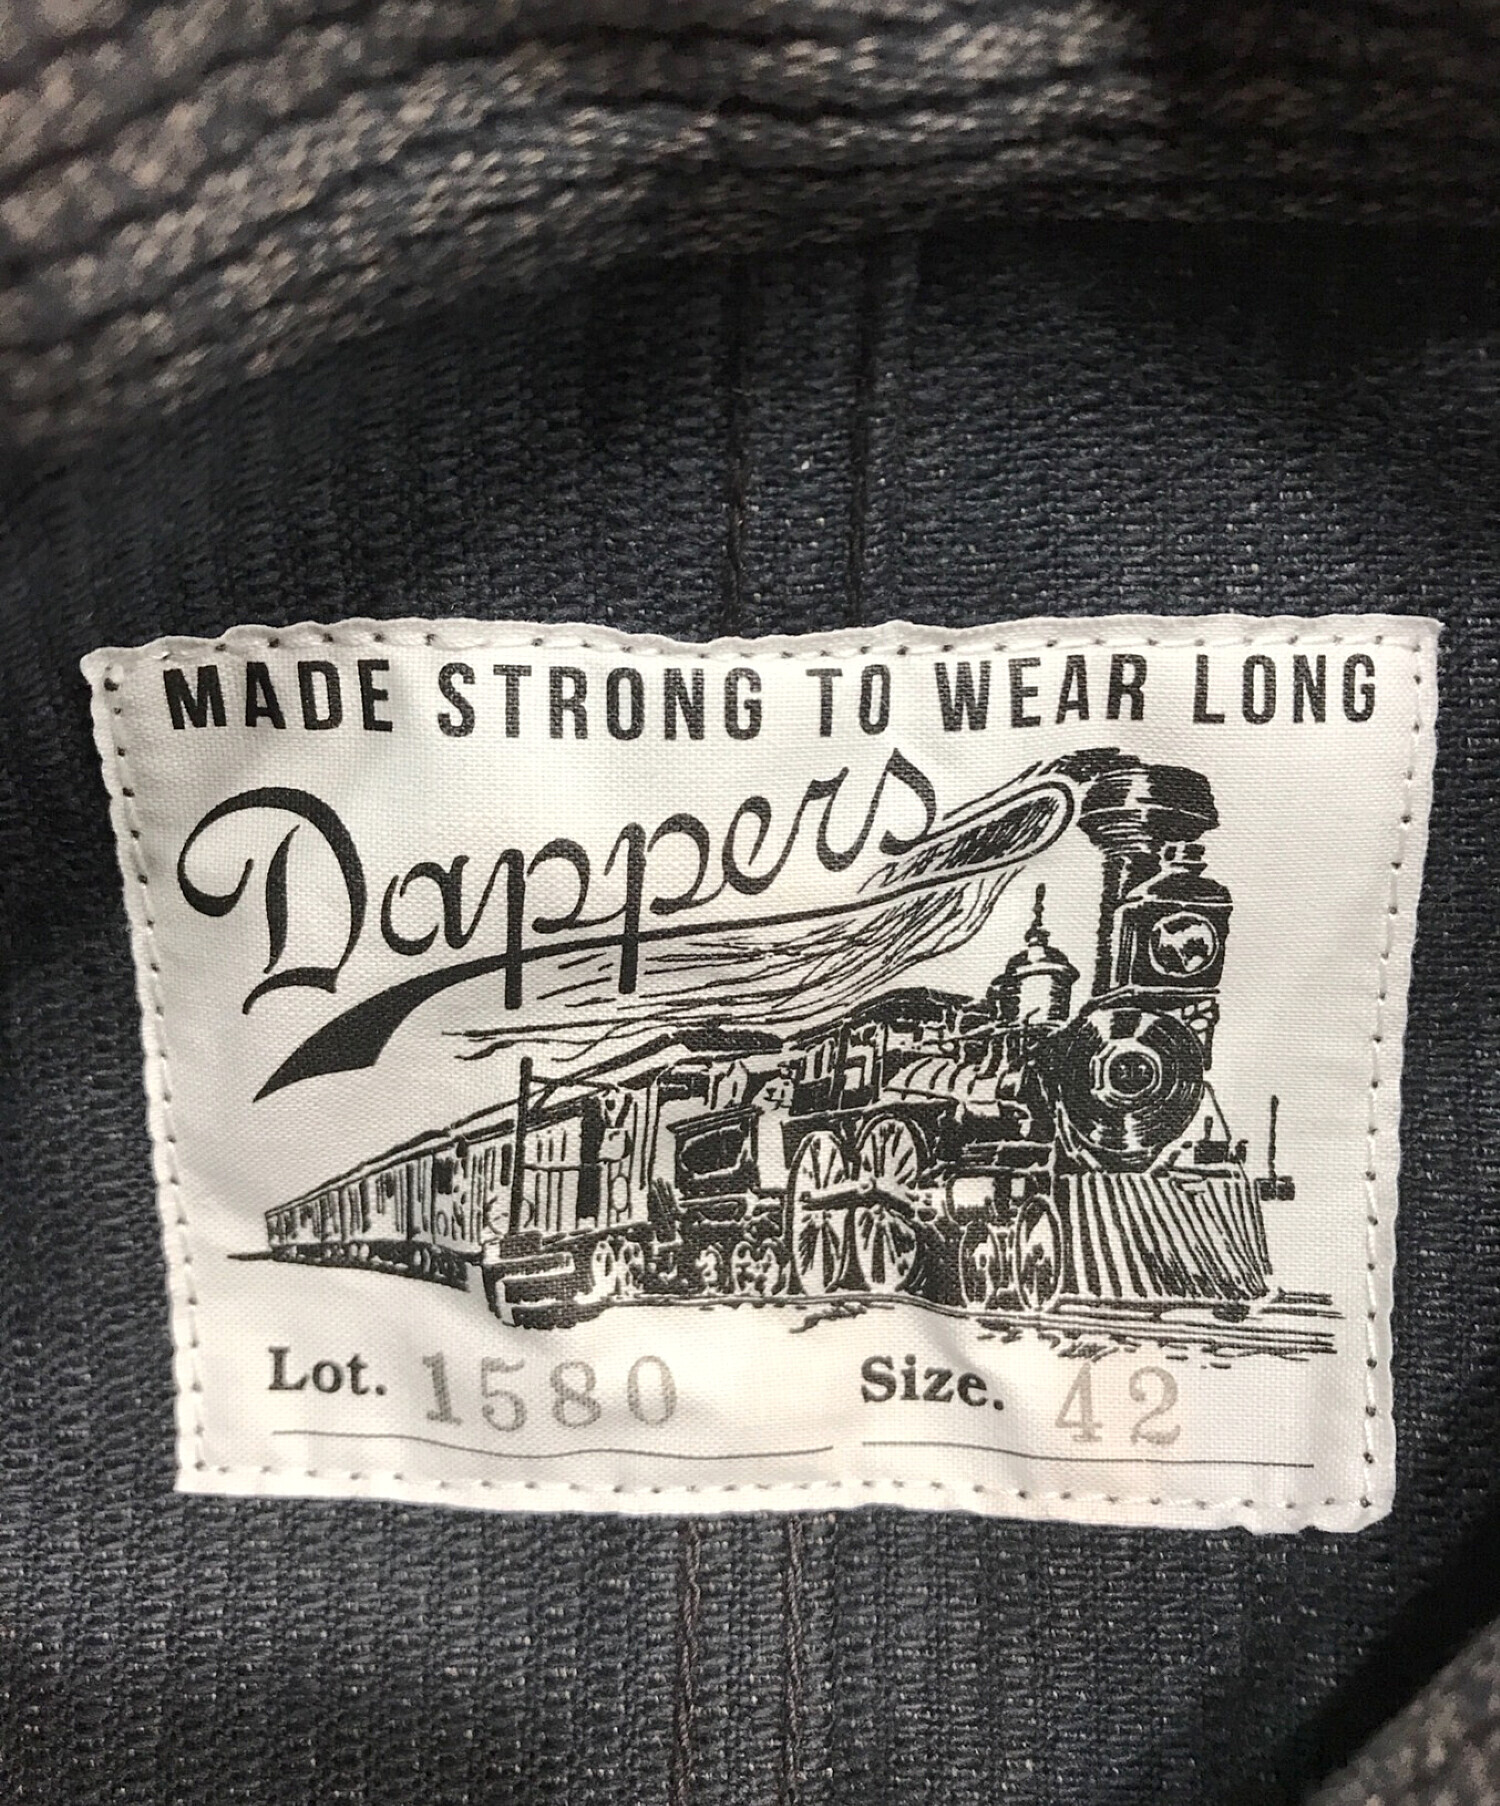 MADE STRONG TO WEAR LONG
Dappers
Lot. 1580 Size. 42